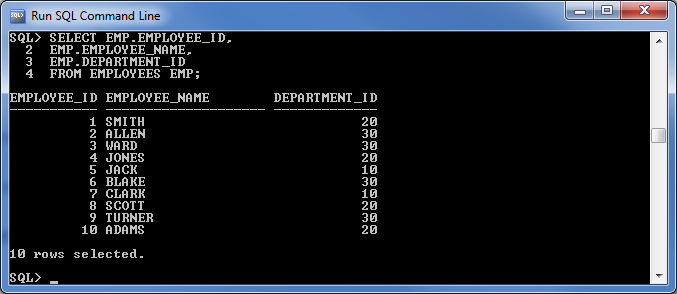 Run SQL Command Line
SQL> SELECT EMP.EMPLOYEE_ID,
2 EMP.EMPLOYEE_NAME,
3 EMP.DEPARTMENT_ID
4 FROM EMPLOYEES EMP;
EMPLOYEE_ID EMPLOYEE_NAME DEPARTMENT_ID
----------- -------------------- -------------
1 SMITH 20
2 ALLEN 30
3 WARD 30
4 JONES 20
5 JACK 10
6 BLAKE 30
7 CLARK 10
8 SCOTT 20
9 TURNER 30
10 ADAMS 20
10 rows selected.
SQL> _